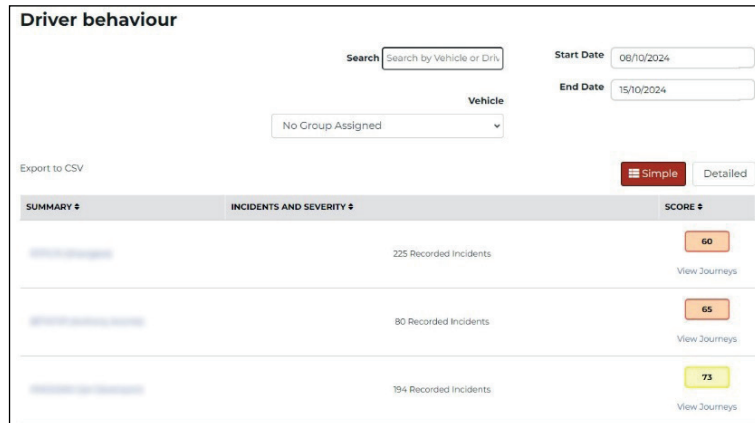 Driver behaviour
Search Search by Vehicle or Driv
Start Date 08/10/2024
End Date 15/10/2024
Vehicle
No Group Assigned
Export to CSV
Simple Detailed
SUMMARY INCIDENTS AND SEVERITY SCORE
225 Recorded Incidents 60
View Journeys
80 Recorded Incidents 65
View Journeys
194 Recorded Incidents 73
View Journeys